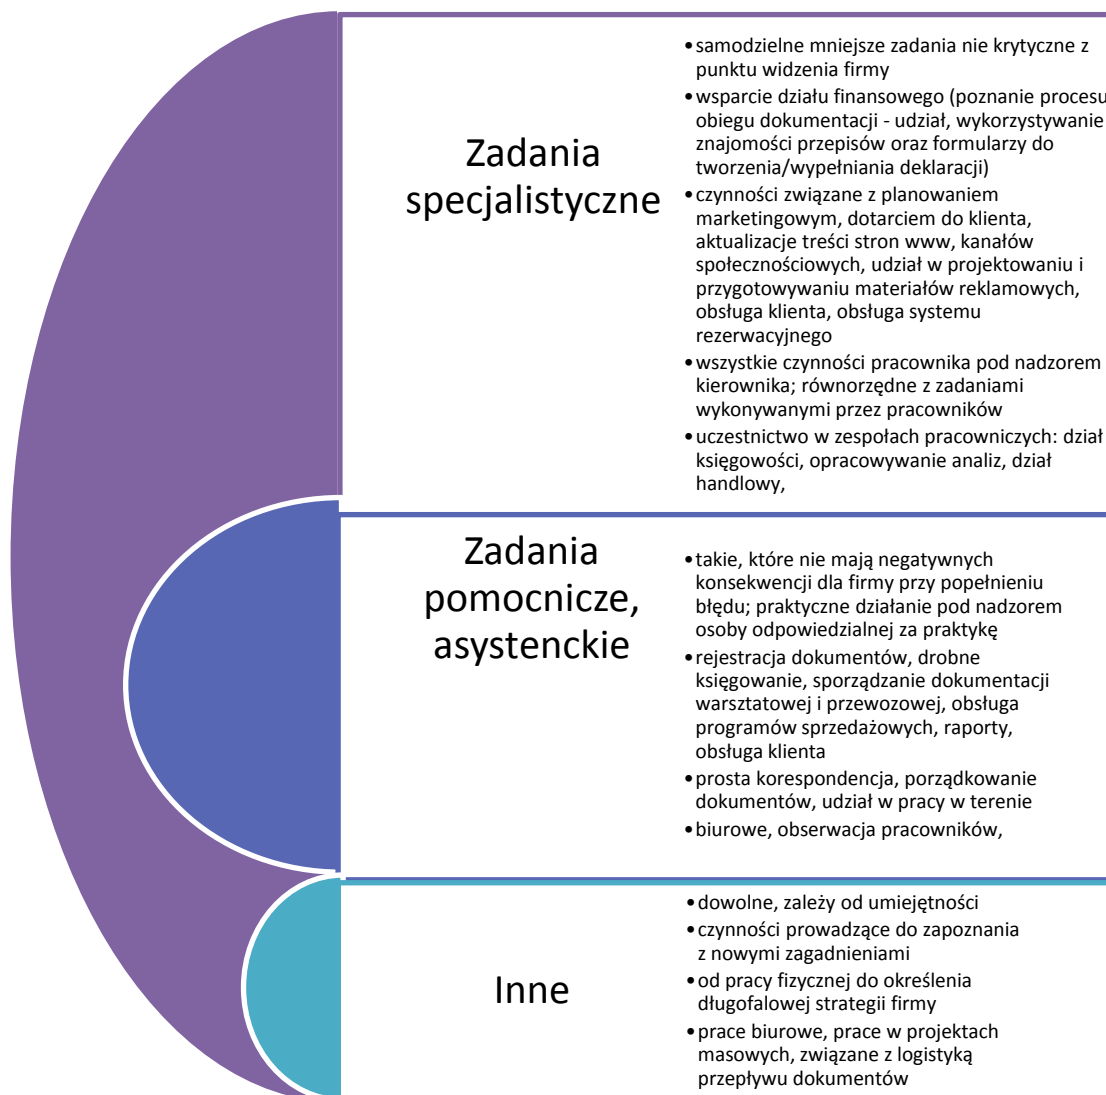 Zadania
specjalistyczne
•samodzielne mniejsze zadania nie krytyczne z
punktu widzenia firmy
•wsparcie działu finansowego (poznanie procesu
obiegu dokumentacji - udział, wykorzystywanie
znajomości przepisów oraz formularzy do
tworzenia/wypełniania deklaracji)
•czynności związane z planowaniem
marketingowym, dotarciem do klienta,
aktualizacje treści stron www, kanałów
społecznościowych, udział w projektowaniu i
przygotowywaniu materiałów reklamowych,
obsługa klienta, obsługa systemu
rezerwacyjnego
•wszystkie czynności pracownika pod nadzorem
kierownika; równorzędne z zadaniami
wykonywanymi przez pracowników
•uczestnictwo w zespołach pracowniczych: dział
księgowości, opracowywanie analiz, dział
handlowy,
Zadania
pomocnicze,
asystenckie
•takie, które nie mają negatywnych
konsekwencji dla firmy przy popełnieniu
błędu; praktyczne działanie pod nadzorem
osoby odpowiedzialnej za praktykę
•rejestracja dokumentów, drobne
księgowanie, sporządzanie dokumentacji
warsztatowej i przewozowej, obsługa
programów sprzedażowych, raporty,
obsługa klienta
•prosta korespondencja, porządkowanie
dokumentów, udział w pracy w terenie
•biurowe, obserwacja pracowników,
Inne
•dowolne, zależy od umiejętności
•czynności prowadzące do zapoznania
z nowymi zagadnieniami
•od pracy fizycznej do określenia
długofalowej strategii firmy
•prace biurowe, prace w projektach
masowych, związane z logistyką
przepływu dokumentów